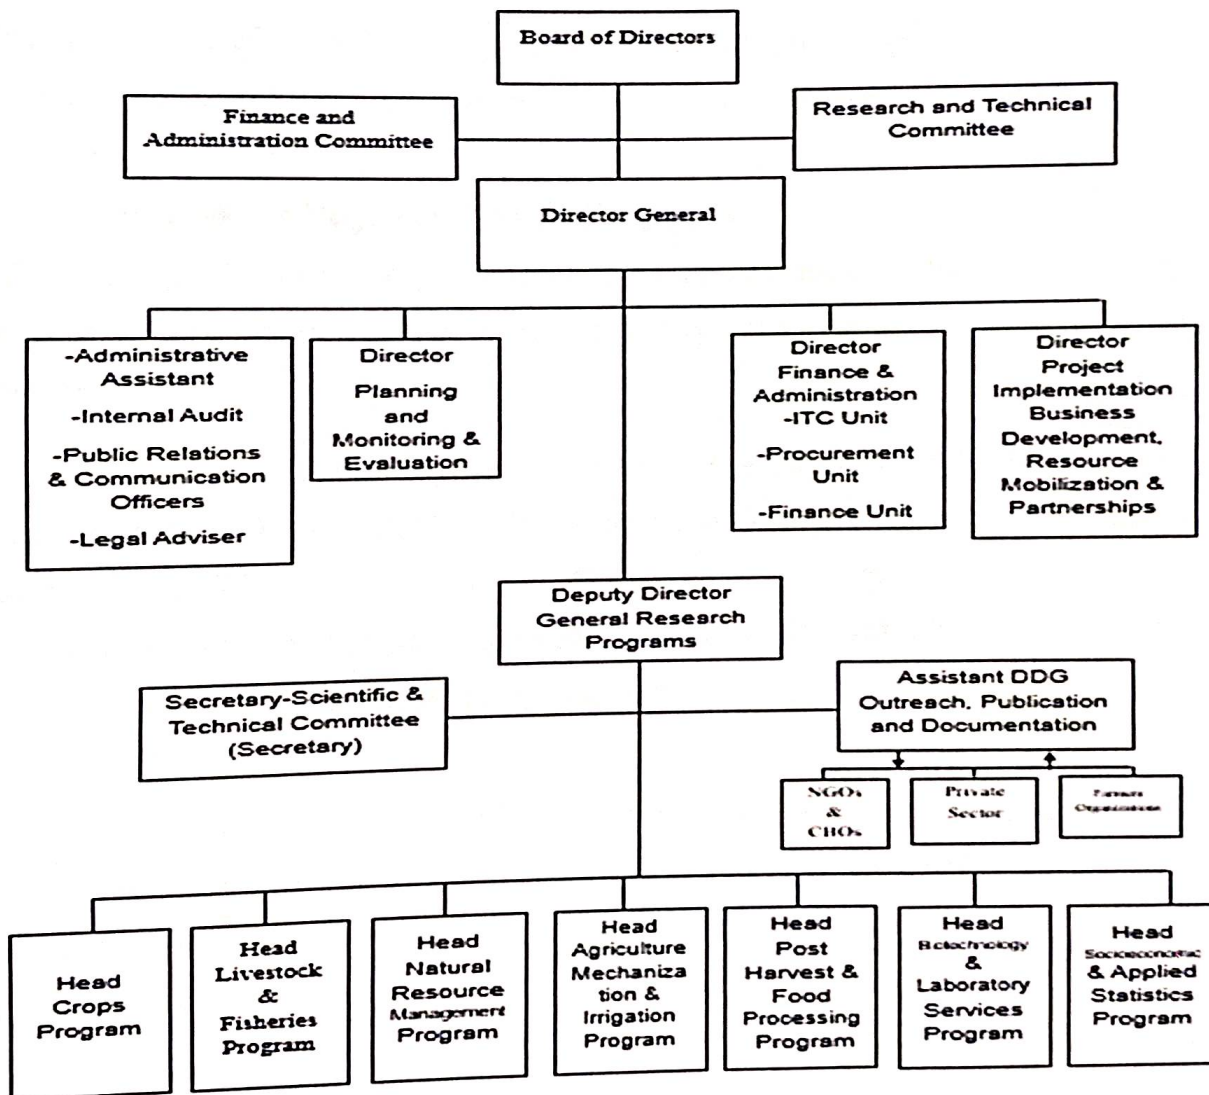 Board of Directors
Finance and
Administration Committee
Research and Technical
Committee
Director General
-Administrative
Assistant
-Internal Audit
-Public Relations
& Communication
Officers
-Legal Adviser
Director
Planning
and
Monitoring &
Evaluation
Director
Finance &
Administration
-ITC Unit
-Procurement
Unit
-Finance Unit
Director
Project
Implementation
Business
Development,
Resource
Mobilization &
Partnerships
Deputy Director
General Research
Programs
Secretary-Scientific &
Technical Committee
(Secretary)
Assistant DDG
Outreach, Publication
and Documentation
NGOs
&
CBOs
Private
Sector
Farmers
Organizations
Head
Crops
Program
Head
Livestock
&
Fisheries
Program
Head
Natural
Resource
Management
Program
Head
Agriculture
Mechaniza
tion &
Irrigation
Program
Head
Post
Harvest &
Food
Processing
Program
Head
Biotechnology
&
Laboratory
Services
Program
Head
Socioeconomic
& Applied
Statistics
Program